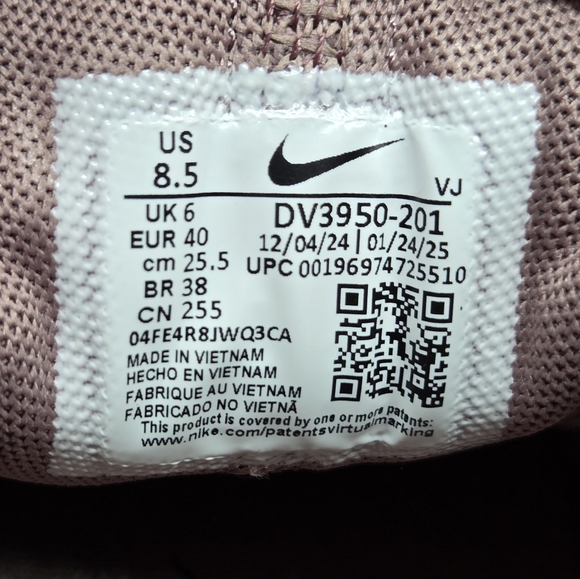 US
8.5
VJ
UK 6
DV3950-201
EUR 40
12/04/24 | 01/24/25
cm 25.5
UPC 00196974725510
BR 38
CN 255
04FE4R8JWQ3CA
MADE IN VIETNAM
HECHO EN VIETNAM
FABRIQUE AU VIETNAM
FABRICADO NO VIETNÃ
This product is covered by one or more patents:
www.nike.com/patentsvirtualmarking